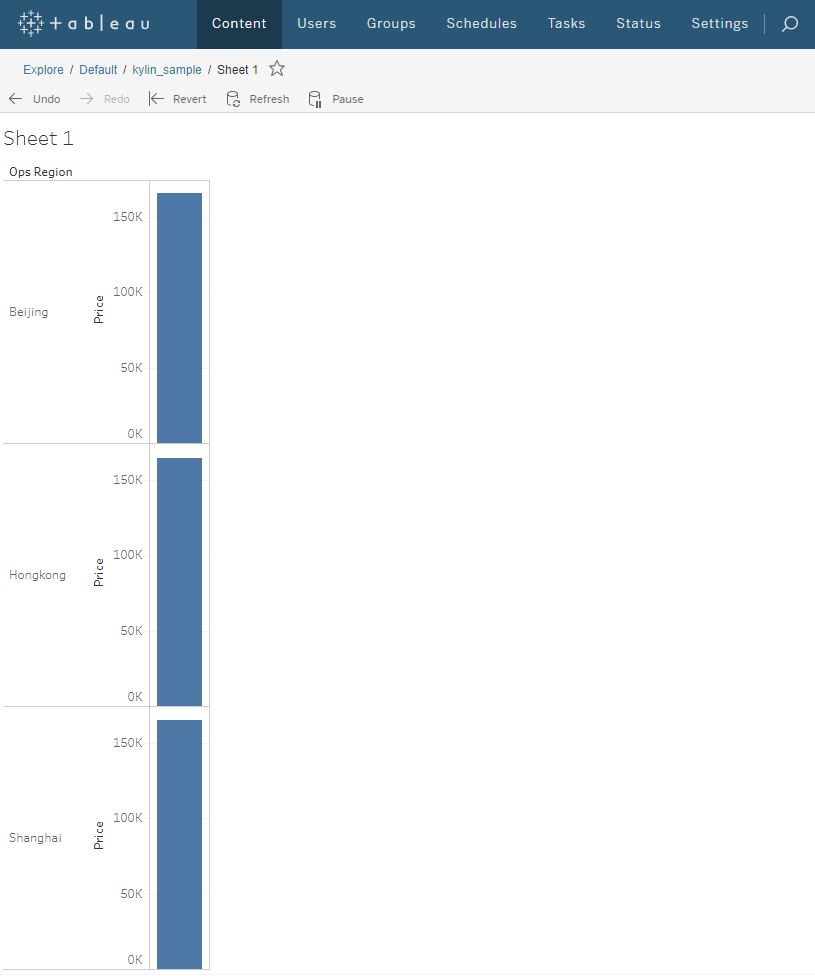 tableau Content Users Groups Schedules Tasks Status Settings
Explore / Default / kylin_sample / Sheet 1
Undo Redo Revert Refresh Pause
Sheet 1
Ops Region
150K
100K
Beijing Price
50K
0K
150K
100K
Hongkong Price
50K
0K
150K
100K
Shanghai Price
50K
0K